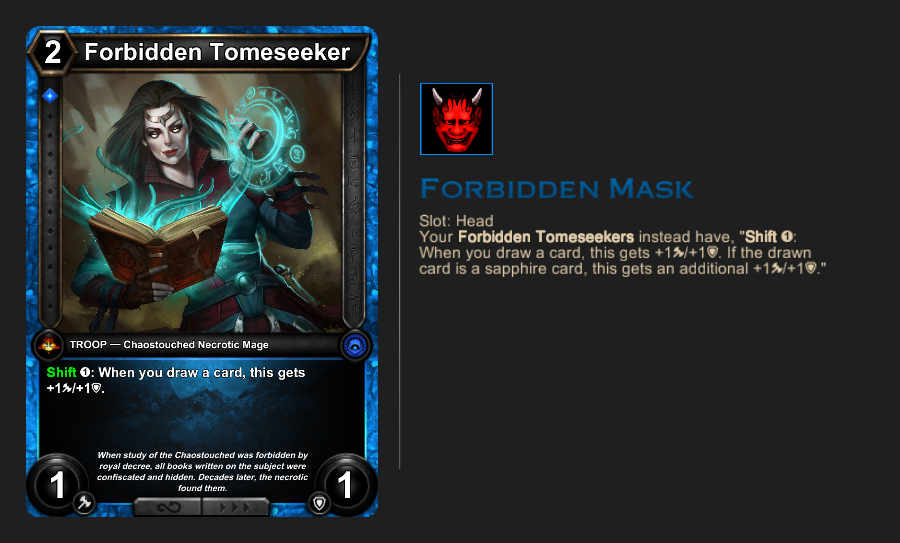 2 Forbidden Tomeseeker
TROOP — Chaostouched Necrotic Mage
Shift 1: When you draw a card, this gets
+1/+1.
When study of the Chaostouched was forbidden by
royal decree, all books written on the subject were
confiscated and hidden. Decades later, the necrotic
found them.
1 1
Forbidden Mask
Slot: Head
Your Forbidden Tomeseekers instead have, "Shift 1:
When you draw a card, this gets +1/+1. If the drawn
card is a sapphire card, this gets an additional +1/+1."